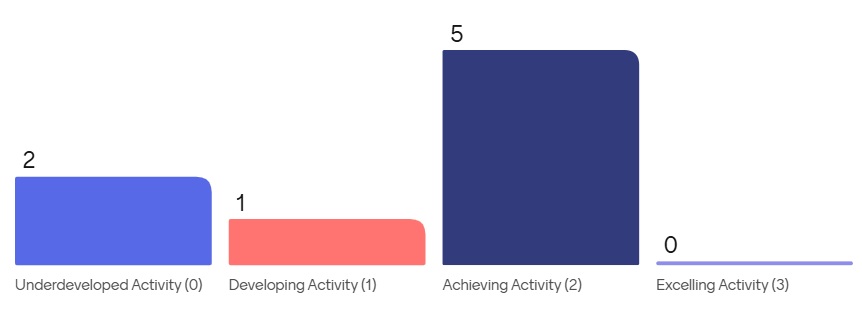 5
2
1
0
Underdeveloped Activity (0)
Developing Activity (1)
Achieving Activity (2)
Excelling Activity (3)